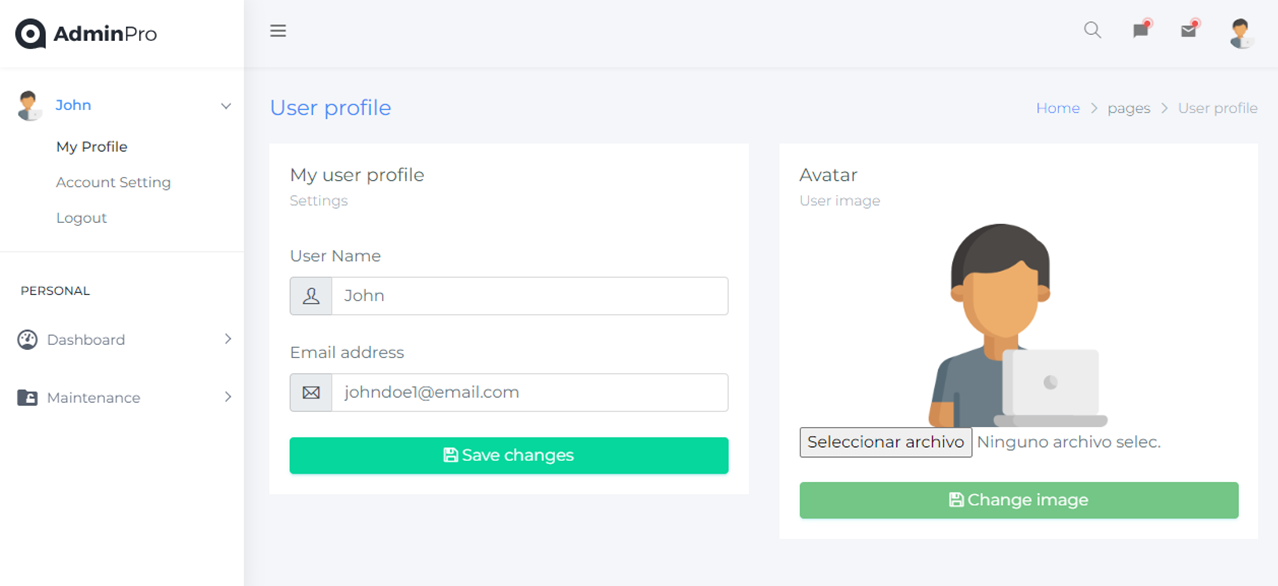 AdminPro
John
My Profile
Account Setting
Logout
PERSONAL
Dashboard
Maintenance
User profile
Home > pages > User profile
My user profile
Settings
User Name
John
Email address
johndoe1@email.com
Save changes
Avatar
User image
Seleccionar archivo Ninguno archivo selec.
Change image